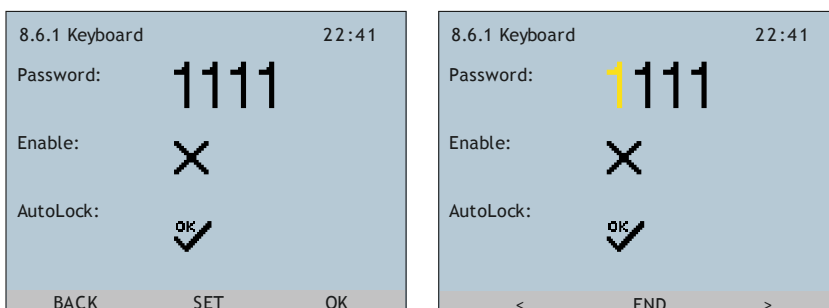 8.6.1 Keyboard 22:41
Password: 1111
Enable:
AutoLock: OK
BACK SET OK
8.6.1 Keyboard 22:41
Password: 1111
Enable:
AutoLock: OK
< END >